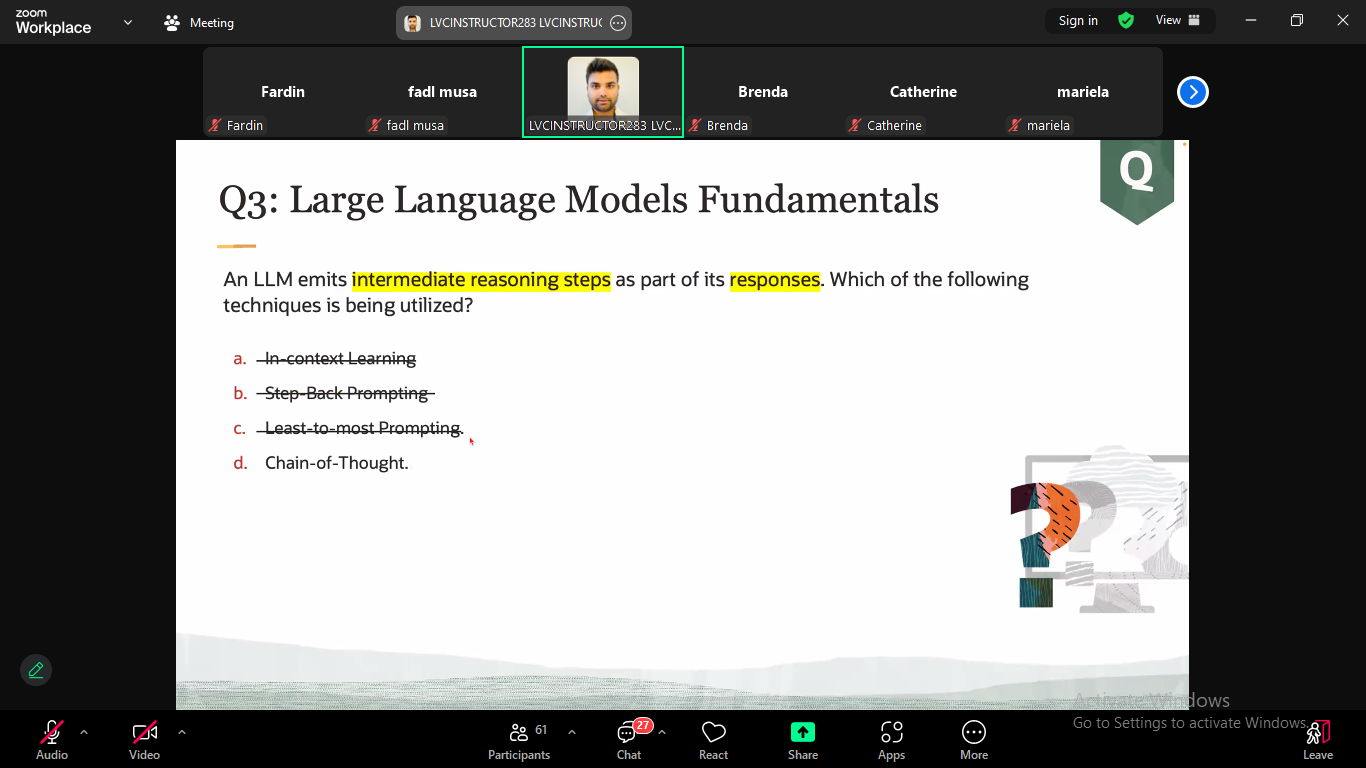 zoom
Workplace
Meeting
LVCINSTRUCTOR283 LVCINSTRUC
Sign in
View
Fardin
fadl musa
Brenda
Catherine
mariela
Fardin
fadl musa
LVCINSTRUCTOR283 LVC...
Brenda
Catherine
mariela
Q
Q3: Large Language Models Fundamentals
An LLM emits intermediate reasoning steps as part of its responses. Which of the following
techniques is being utilized?
a. In-context Learning
b. Step-Back Prompting
c. Least-to-most Prompting.
d. Chain-of-Thought.
Activate Windows
Go to Settings to activate Windows.
Audio
Video
Participants
61
Chat
27
React
Share
Apps
More
Leave